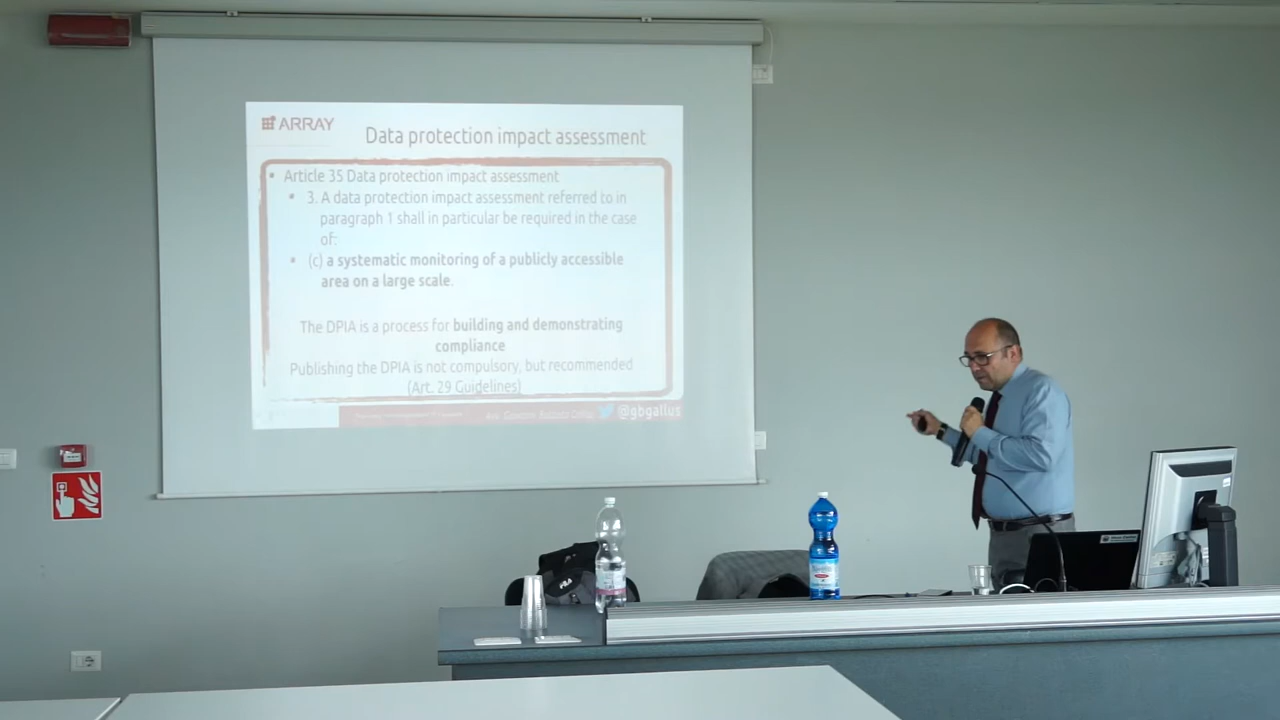 ARRAY
Data protection impact assessment
• Article 35 Data protection impact assessment
• 3. A data protection impact assessment referred to in
paragraph 1 shall in particular be required in the case
of:
• (c) a systematic monitoring of a publicly accessible
area on a large scale.
The DPIA is a process for building and demonstrating
compliance
Publishing the DPIA is not compulsory, but recommended
(Art. 29 Guidelines)
@gbgallus
FILA